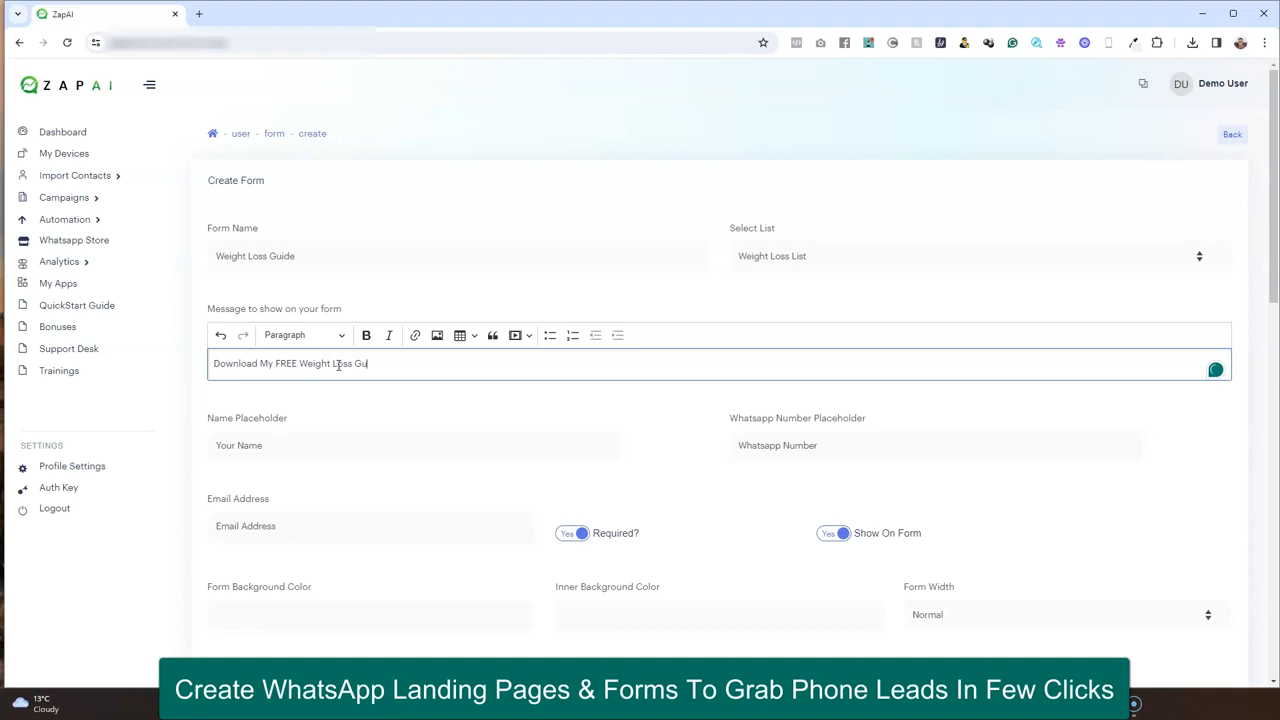 ZapAI
ZAPAI
DU Demo User
Dashboard
My Devices
Import Contacts
Campaigns
Automation
Whatsapp Store
Analytics
My Apps
QuickStart Guide
Bonuses
Support Desk
Trainings
SETTINGS
Profile Settings
Auth Key
Logout
- user - form - create
Back
Create Form
Form Name
Select List
Weight Loss Guide
Weight Loss List
Message to show on your form
Paragraph B I
Download My FREE Weight Loss Gu
Name Placeholder
Whatsapp Number Placeholder
Your Name
Whatsapp Number
Email Address
Email Address
Yes Required?
Yes Show On Form
Form Background Color
Inner Background Color
Form Width
Normal
Create WhatsApp Landing Pages & Forms To Grab Phone Leads In Few Clicks
13°C
Cloudy